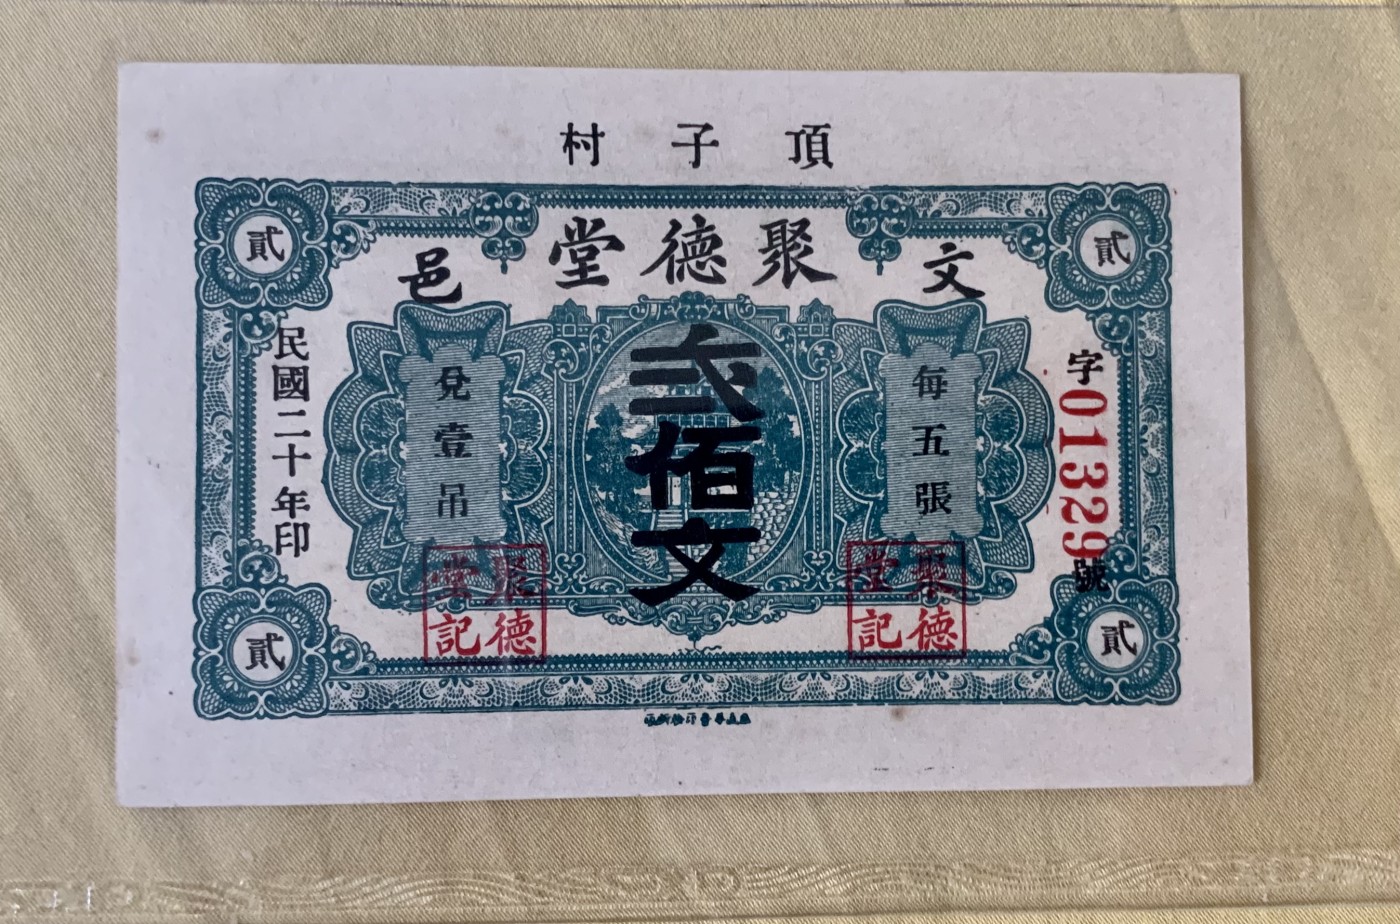 頂子村
聚德堂
文邑
貳
貳
字013299號
每五張
貳佰文
兌壹吊
民國二十年印
聚德堂記
聚德堂記
貳
貳